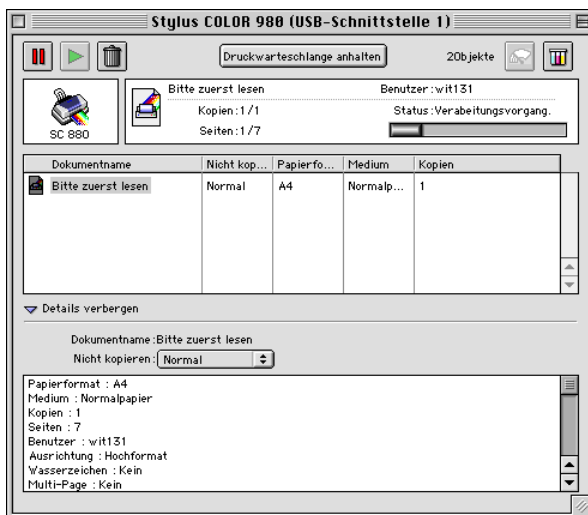 Stylus COLOR 980 (USB-Schnittstelle 1)
Druckwarteschlange anhalten
2Objekte
SC 880
Bitte zuerst lesen
Benutzer:wit131
Kopien:1/1
Status:Verabeitungsvorgang.
Seiten:1/7
Dokumentname Nicht kop... Papierfo... Medium Kopien
Bitte zuerst lesen Normal A4 Normalp... 1
Details verbergen
Dokumentname:Bitte zuerst lesen
Nicht kopieren: Normal
Papierformat : A4
Medium : Normalpapier
Kopien : 1
Seiten : 7
Benutzer : wit131
Ausrichtung : Hochformat
Wasserzeichen : Kein
Multi-Page : Kein